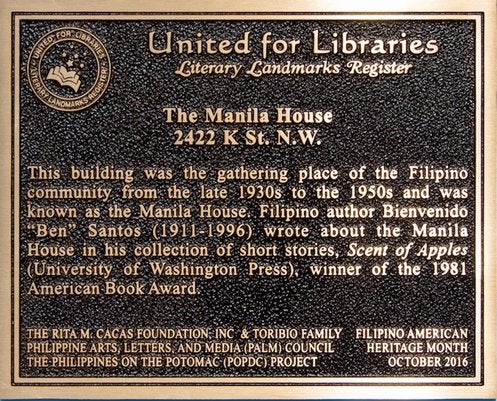 UNITED FOR LIBRARIES
LITERARY LANDMARKS REGISTER
United for Libraries
Literary Landmarks Register
The Manila House
2422 K St. N.W.
This building was the gathering place of the Filipino
community from the late 1930s to the 1950s and was
known as the Manila House. Filipino author Bienvenido
“Ben” Santos (1911-1996) wrote about the Manila
House in his collection of short stories, Scent of Apples
(University of Washington Press), winner of the 1981
American Book Award.
THE RITA M. CACAS FOUNDATION, INC. & TORIBIO FAMILY
PHILIPPINE ARTS, LETTERS, AND MEDIA (PALM) COUNCIL
THE PHILIPPINES ON THE POTOMAC (POPDC) PROJECT
FILIPINO AMERICAN
HERITAGE MONTH
OCTOBER 2016